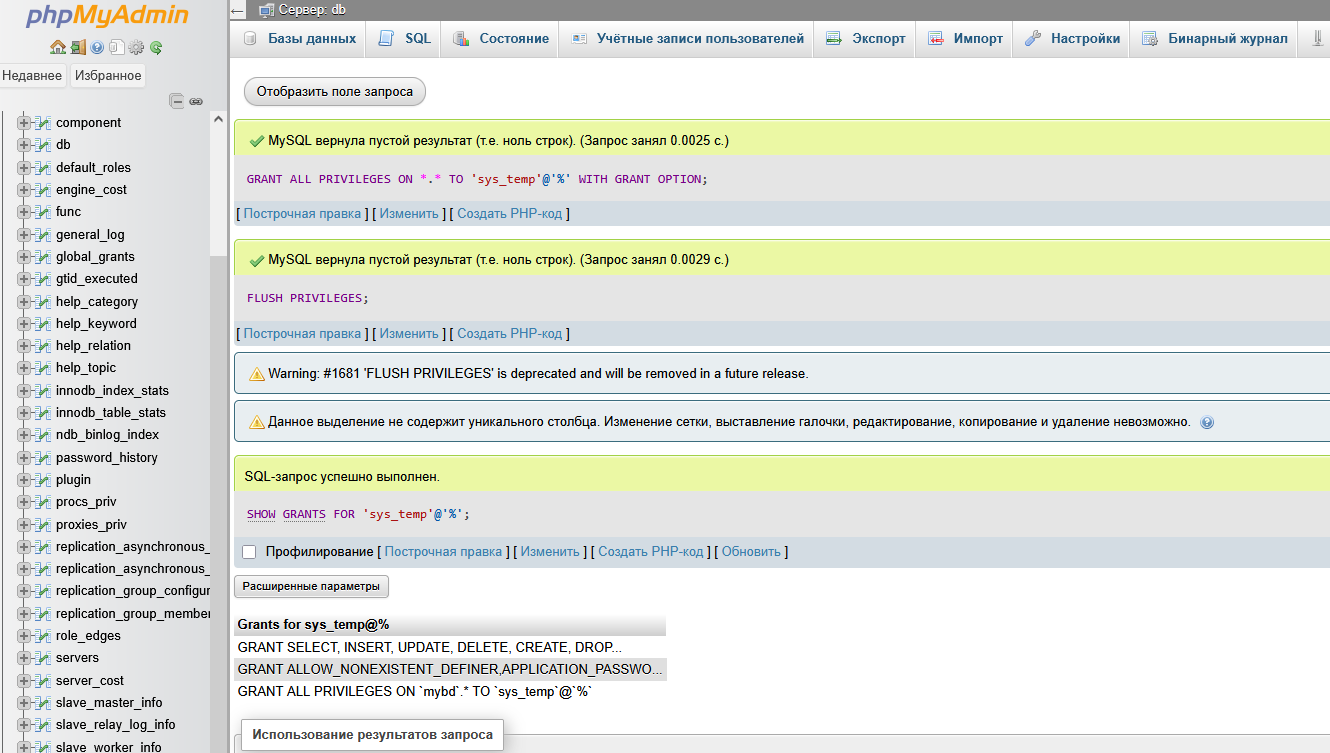 phpMyAdmin
Недавнее Избранное
component
db
default_roles
engine_cost
func
general_log
global_grants
gtid_executed
help_category
help_keyword
help_relation
help_topic
innodb_index_stats
innodb_table_stats
ndb_binlog_index
password_history
plugin
procs_priv
proxies_priv
replication_asynchronous_
replication_asynchronous_
replication_group_configur
replication_group_member
role_edges
servers
server_cost
slave_master_info
slave_relay_log_info
slave_worker_info
Сервер: db
Базы данных SQL Состояние Учётные записи пользователей Экспорт Импорт Настройки Бинарный журнал
Отобразить поле запроса
MySQL вернула пустой результат (т.е. ноль строк). (Запрос занял 0.0025 с.)
GRANT ALL PRIVILEGES ON *.* TO 'sys_temp'@'%' WITH GRANT OPTION;
[ Построчная правка ] [ Изменить ] [ Создать PHP-код ]
MySQL вернула пустой результат (т.е. ноль строк). (Запрос занял 0.0029 с.)
FLUSH PRIVILEGES;
[ Построчная правка ] [ Изменить ] [ Создать PHP-код ]
Warning: #1681 'FLUSH PRIVILEGES' is deprecated and will be removed in a future release.
Данное выделение не содержит уникального столбца. Изменение сетки, выставление галочки, редактирование, копирование и удаление невозможно.
SQL-запрос успешно выполнен.
SHOW GRANTS FOR 'sys_temp'@'%';
Профилирование [ Построчная правка ] [ Изменить ] [ Создать PHP-код ] [ Обновить ]
Расширенные параметры
Grants for sys_temp@%
GRANT SELECT, INSERT, UPDATE, DELETE, CREATE, DROP...
GRANT ALLOW_NONEXISTENT_DEFINER,APPLICATION_PASSWO...
GRANT ALL PRIVILEGES ON `mybd`.* TO `sys_temp`@`%`
Использование результатов запроса